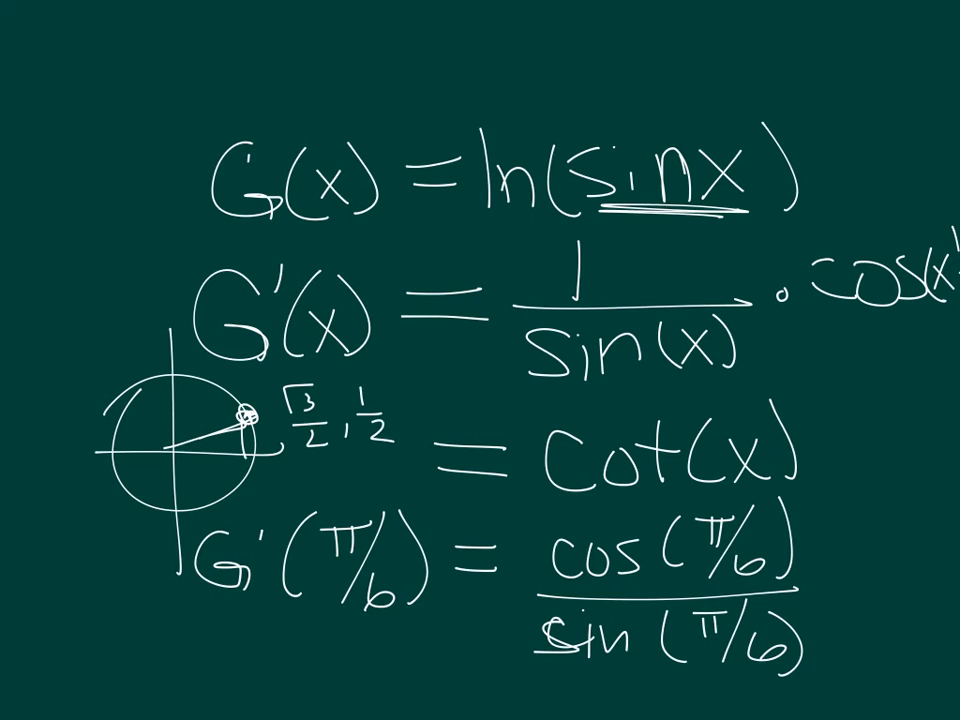 G(x) = ln(sinx)
G'(x) = 1/sin(x) · cos(x)
√3/2, 1/2
= cot(x)
G'(π/6) = cos(π/6)/sin(π/6)